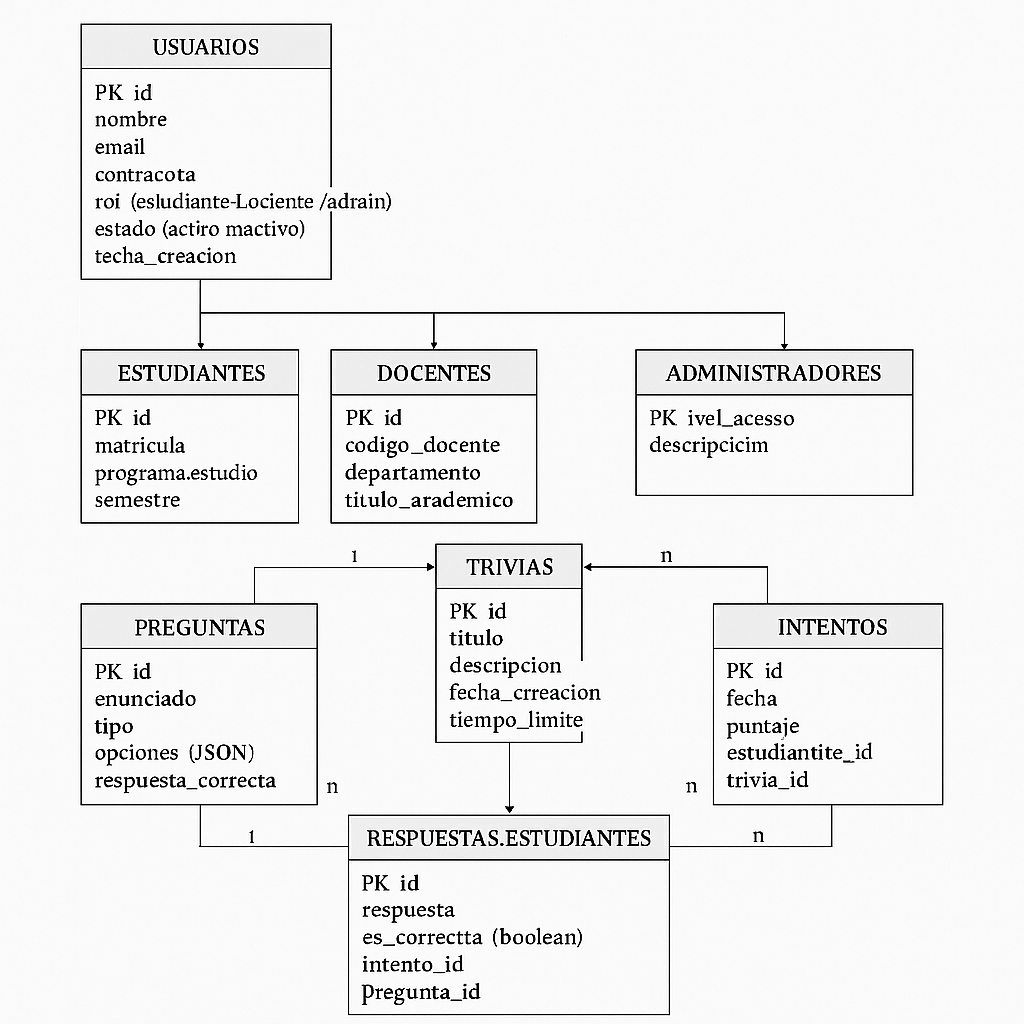 USUARIOS
PK id
nombre
email
contracota
roi (esludiante-Lociente /adrain)
estado (actiro mactivo)
techa_creacion
ESTUDIANTES
PK id
matricula
programa.estudio
semestre
DOCENTES
PK id
codigo_docente
departamento
titulo_arademico
ADMINISTRADORES
PK ivel_acesso
descripcicim
1
n
TRIVIAS
PK id
titulo
descripcion
fecha_crreacion
tiempo_limite
PREGUNTAS
PK id
enunciado
tipo
opciones (JSON)
respuesta_correcta
n
1
INTENTOS
PK id
fecha
puntaje
estudiantite_id
trivia_id
n
n
RESPUESTAS.ESTUDIANTES
PK id
respuesta
es_correctta (boolean)
intento_id
pregunta_id